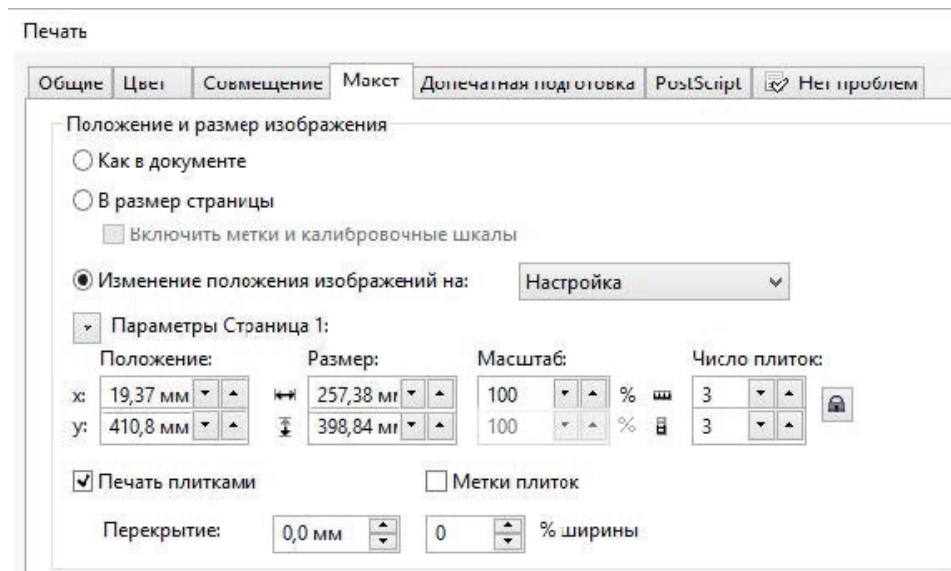 Печать
Общие Цвет Совмещение Макет Допечатная подготовка PostScript Нет проблем
Положение и размер изображения
Как в документе
В размер страницы
Включить метки и калибровочные шкалы
Изменение положения изображений на: Настройка
Параметры Страница 1:
Положение: Размер: Масштаб: Число плиток:
x: 19,37 мм 257,38 мм 100 % 3
y: 410,8 мм 398,84 мм 100 % 3
Печать плитками Метки плиток
Перекрытие: 0,0 мм 0 % ширины